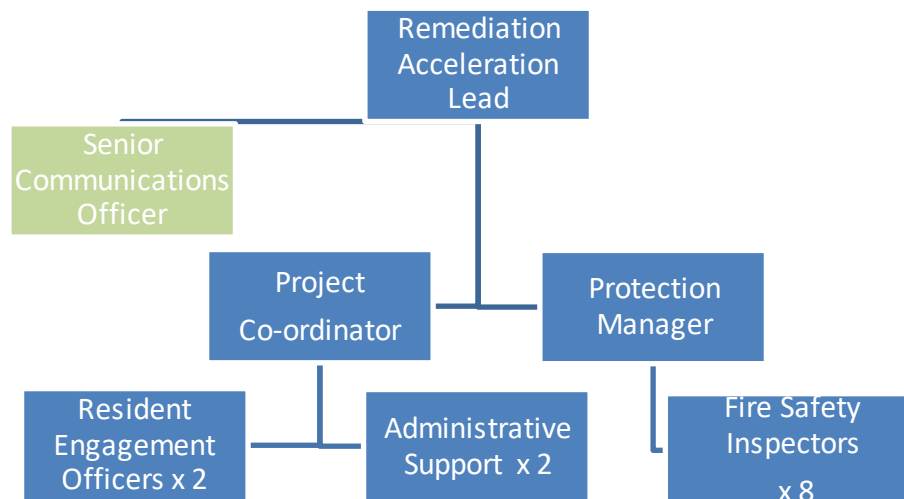 Remediation
Acceleration
Lead
Senior
Communications
Officer
Project
Co-ordinator
Protection
Manager
Resident
Engagement
Officers x 2
Administrative
Support x 2
Fire Safety
Inspectors
x 8